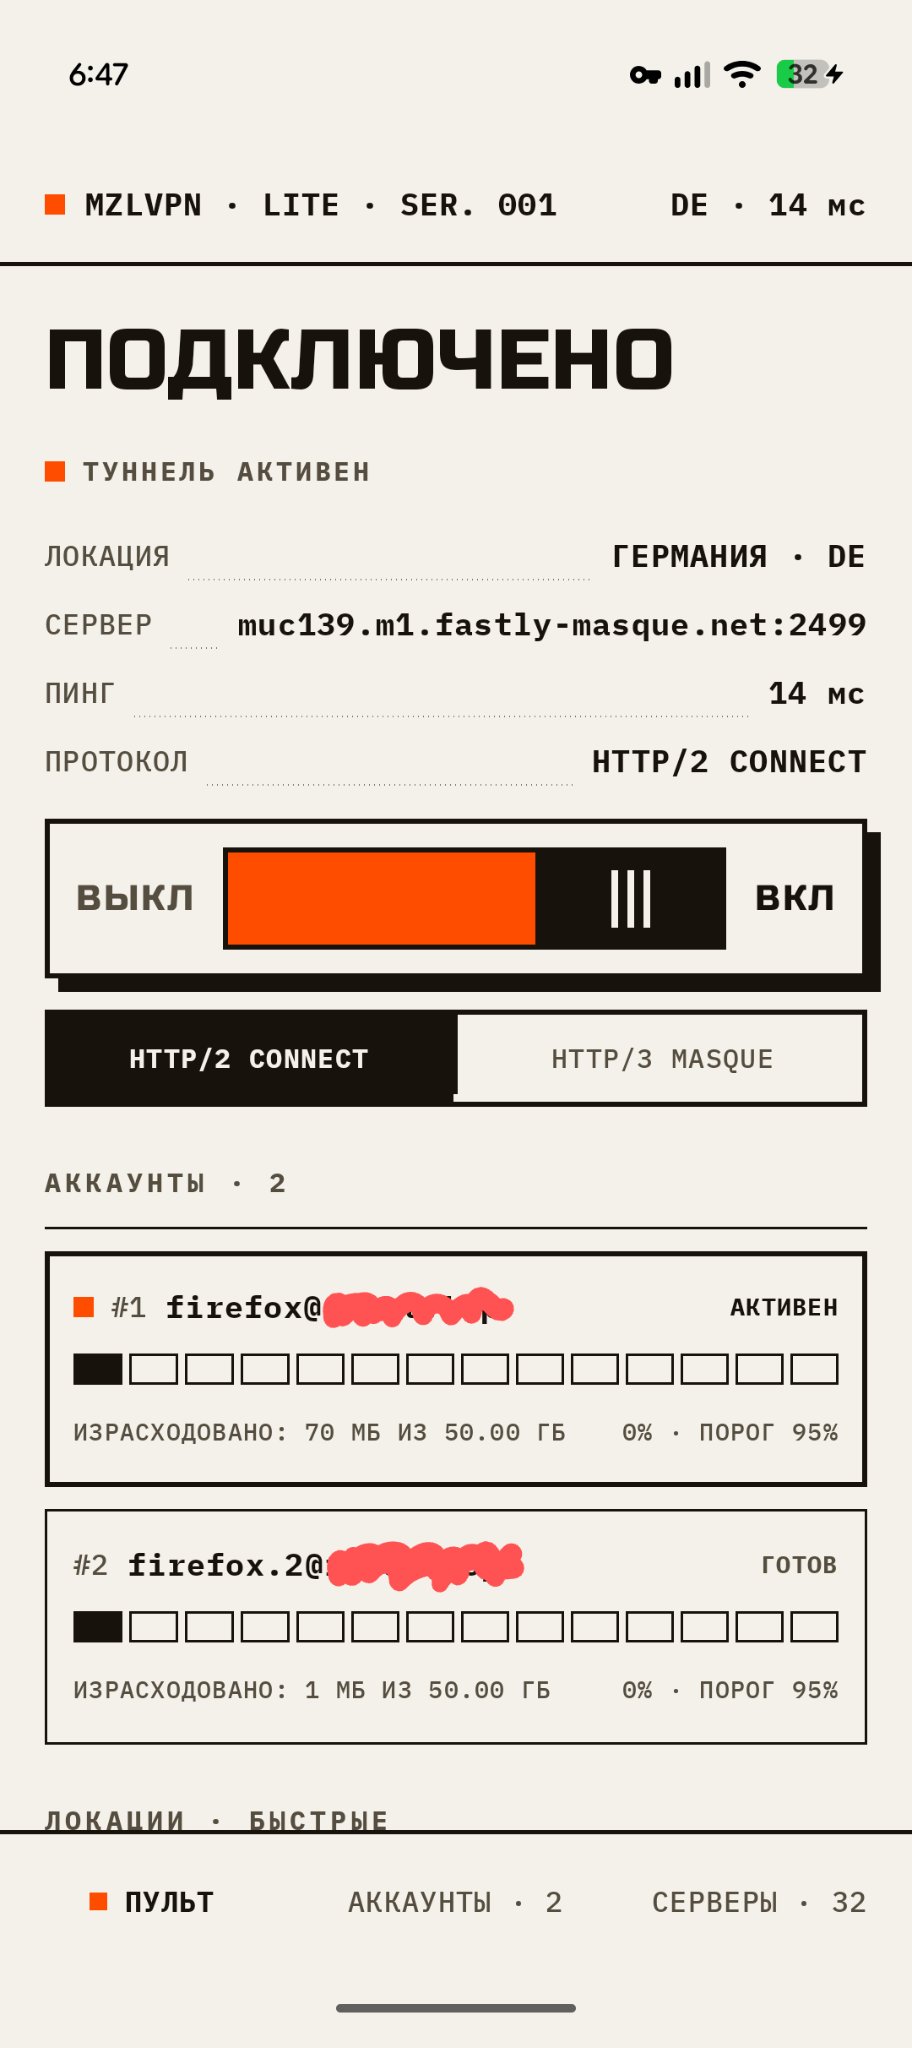 6:47
32
MZLVPN · LITE · SER. 001 DE · 14 мс
ПОДКЛЮЧЕНО
ТУННЕЛЬ АКТИВЕН
ЛОКАЦИЯ ГЕРМАНИЯ · DE
СЕРВЕР muc139.m1.fastly-masque.net:2499
ПИНГ 14 мс
ПРОТОКОЛ HTTP/2 CONNECT
ВЫКЛ ВКЛ
HTTP/2 CONNECT HTTP/3 MASQUE
АККАУНТЫ · 2
#1 firefox@ АКТИВЕН
ИЗРАСХОДОВАНО: 70 МБ ИЗ 50.00 ГБ 0% · ПОРОГ 95%
#2 firefox.2@ ГОТОВ
ИЗРАСХОДОВАНО: 1 МБ ИЗ 50.00 ГБ 0% · ПОРОГ 95%
ЛОКАЦИИ · БЫСТРЫЕ
ПУЛЬТ АККАУНТЫ · 2 СЕРВЕРЫ · 32